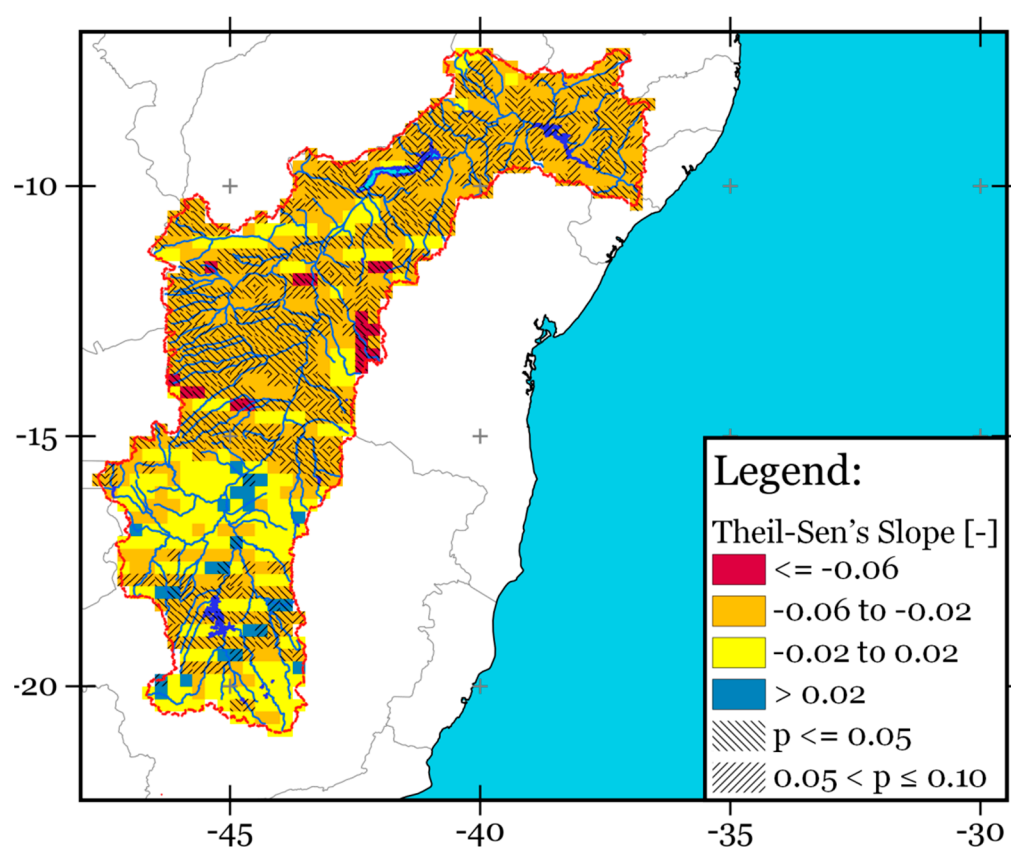 -10
-15
-20
Legend:
Theil-Sen's Slope [-]
<= -0.06
-0.06 to -0.02
-0.02 to 0.02
> 0.02
p <= 0.05
0.05 < p ≤ 0.10
-45
-40
-35
-30